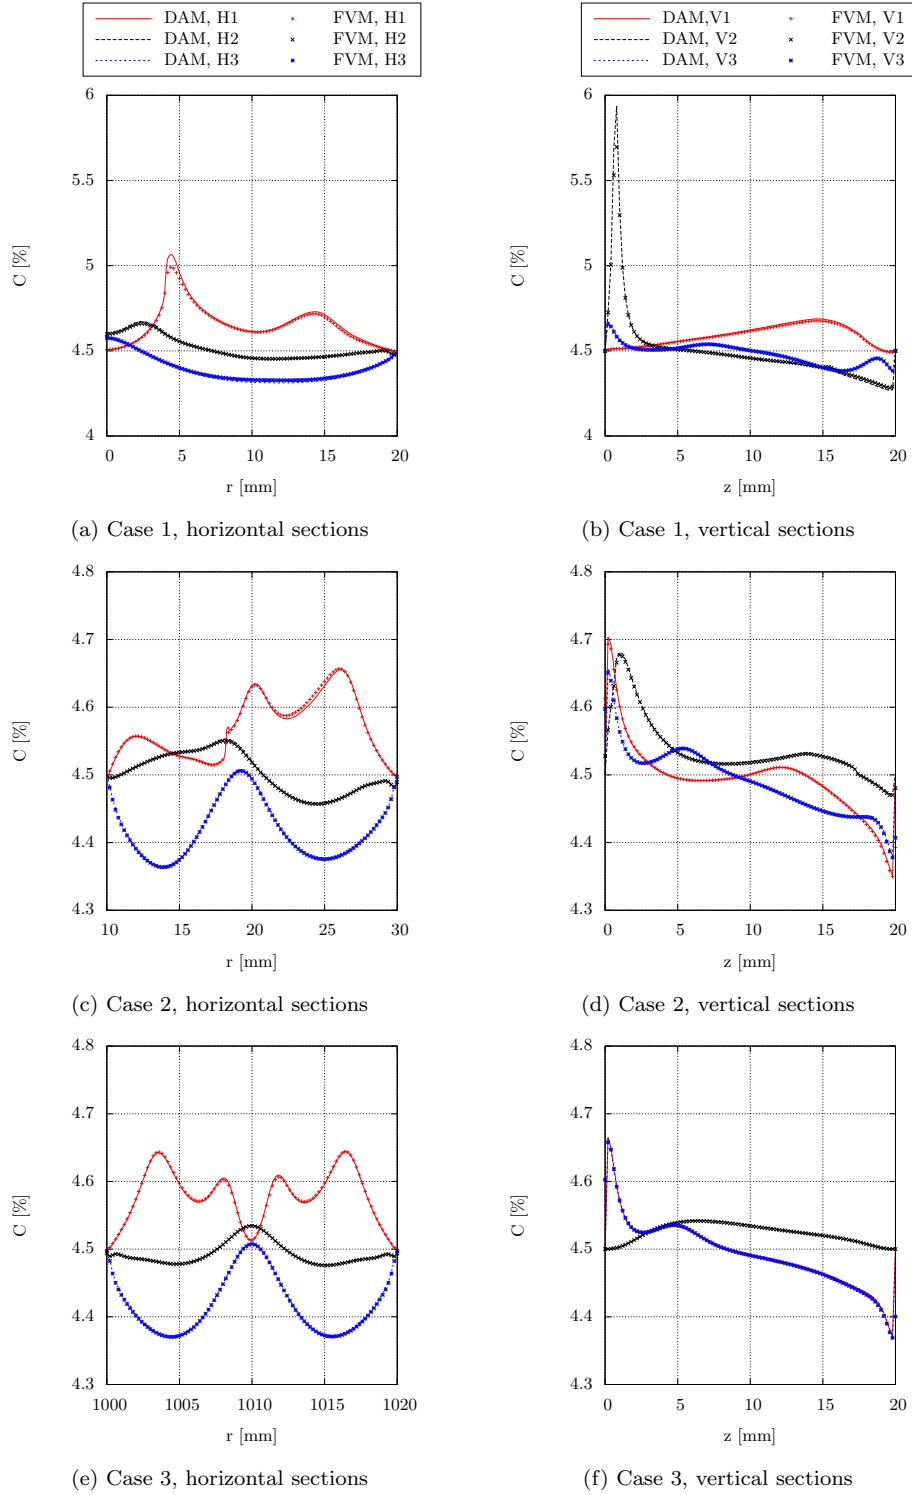 DAM, H1 FVM, H1
DAM, H2 FVM, H2
DAM, H3 FVM, H3
DAM,V1 FVM, V1
DAM, V2 FVM, V2
DAM, V3 FVM, V3
6
5.5
5
4.5
4
C [%]
0 5 10 15 20
r [mm]
(a) Case 1, horizontal sections
6
5.5
5
4.5
4
C [%]
0 5 10 15 20
z [mm]
(b) Case 1, vertical sections
4.8
4.7
4.6
4.5
4.4
4.3
C [%]
10 15 20 25 30
r [mm]
(c) Case 2, horizontal sections
4.8
4.7
4.6
4.5
4.4
4.3
C [%]
0 5 10 15 20
z [mm]
(d) Case 2, vertical sections
4.8
4.7
4.6
4.5
4.4
4.3
C [%]
1000 1005 1010 1015 1020
r [mm]
(e) Case 3, horizontal sections
4.8
4.7
4.6
4.5
4.4
4.3
C [%]
0 5 10 15 20
z [mm]
(f) Case 3, vertical sections